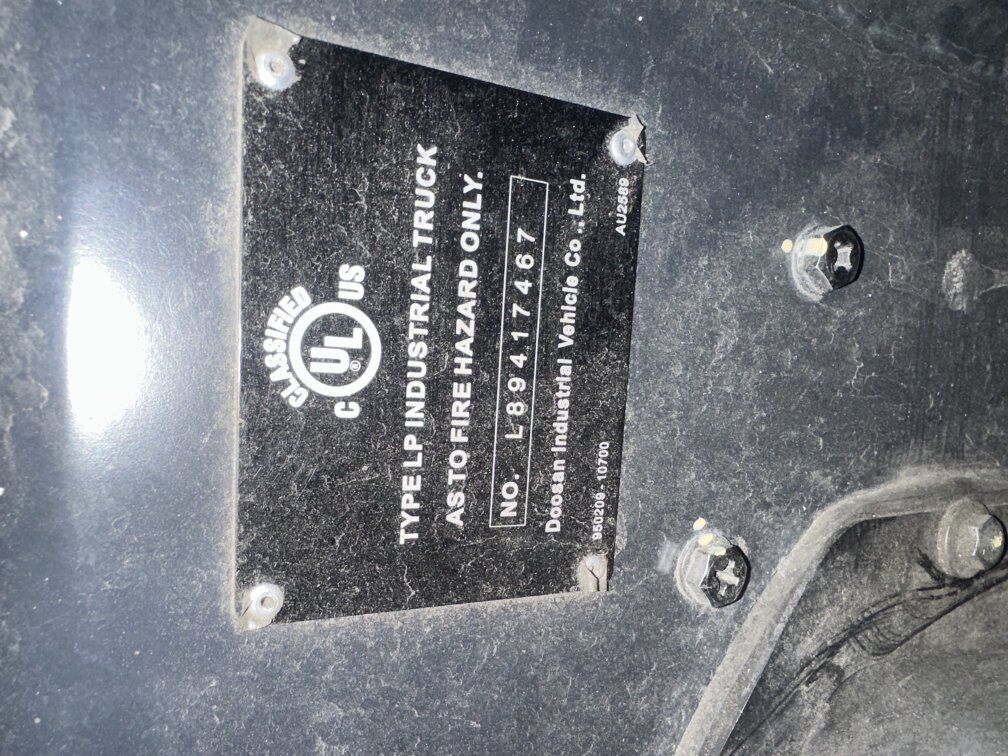 CLASSIFIED
C UL® US
TYPE LP INDUSTRIAL TRUCK
AS TO FIRE HAZARD ONLY.
NO. L89417467
Doosan Industrial Vehicle Co., Ltd.
950209-10700 AU2589